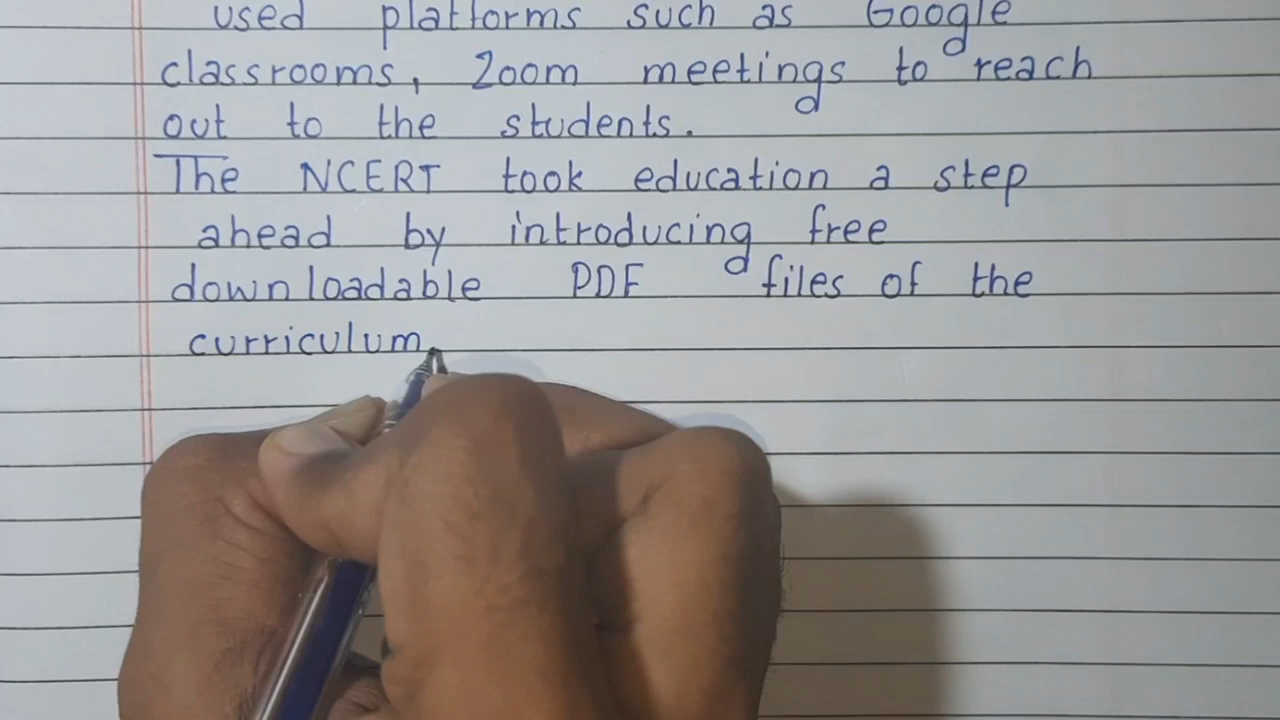 used platforms such as Google
classrooms, Zoom meetings to reach
out to the students.
The NCERT took education a step
ahead by introducing free
downloadable PDF files of the
curriculum